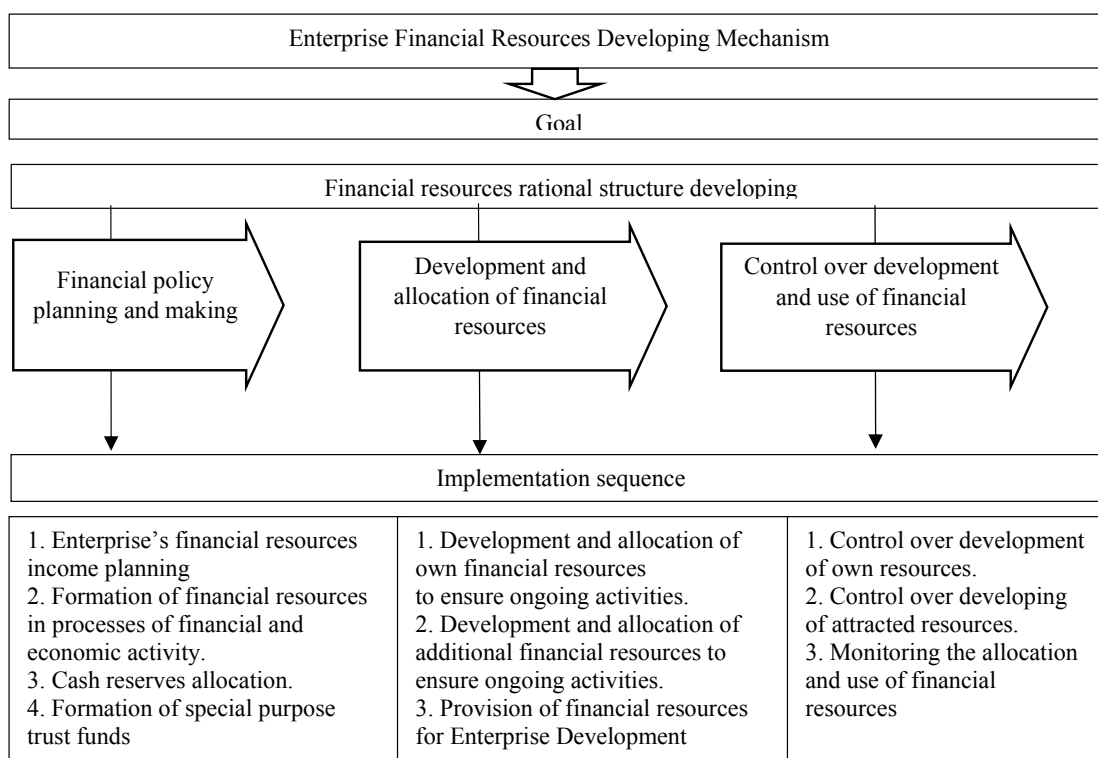 Enterprise Financial Resources Developing Mechanism
Goal
Financial resources rational structure developing
Financial policy
planning and making
Development and
allocation of financial
resources
Control over development
and use of financial
resources
Implementation sequence
1. Enterprise’s financial resources
income planning
2. Formation of financial resources
in processes of financial and
economic activity.
3. Cash reserves allocation.
4. Formation of special purpose
trust funds
1. Development and allocation of
own financial resources
to ensure ongoing activities.
2. Development and allocation of
additional financial resources to
ensure ongoing activities.
3. Provision of financial resources
for Enterprise Development
1. Control over development
of own resources.
2. Control over developing
of attracted resources.
3. Monitoring the allocation
and use of financial
resources